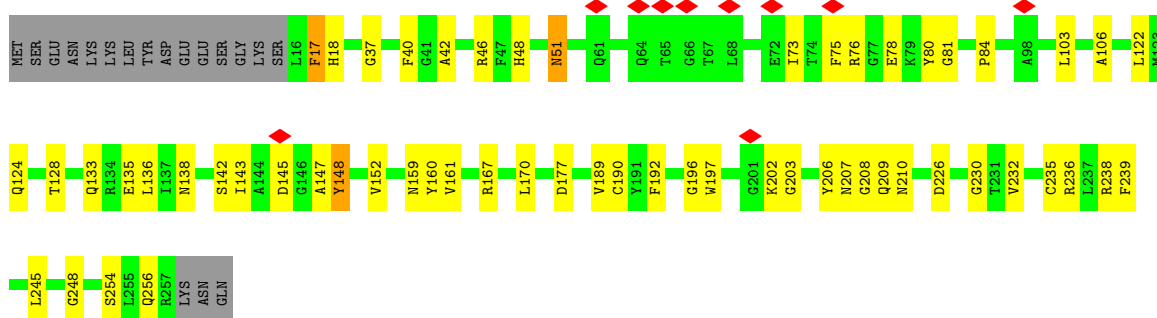 MET SER GLU ASN LYS LYS LEU TYR ASP GLU GLU SER GLY LYS SER L16 F17 H18 G37 F40 G41 A42 R46 F47 H48 N51 Q61 Q64 T65 G66 T67 L68 E72 I73 T74 F75 R76 G77 E78 K79 Y80 G81 P84 A98 L103 A106 L122 M123
Q124 T128 Q133 R134 E135 L136 I137 N138 S142 I143 A144 D145 G146 A147 Y148 V152 N159 Y160 V161 R167 L170 D177 V189 C190 Y191 F192 G196 W197 G201 K202 G203 Y206 N207 G208 Q209 N210 D226 G230 T231 V232 C235 R236 L237 R238 F239
L245 G248 S254 L255 Q256 R257 LYS ASN GLN